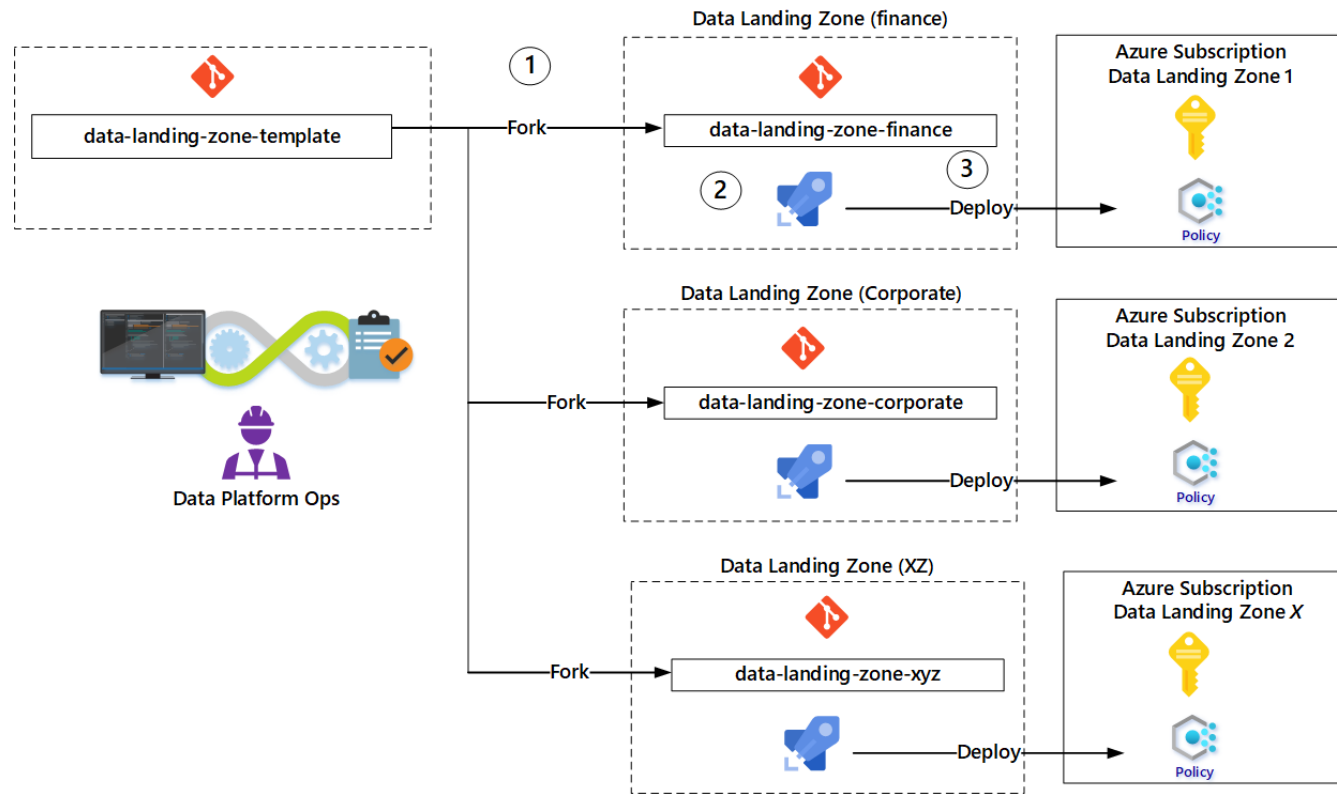 Data Landing Zone (finance)
Azure Subscription
Data Landing Zone 1
1
data-landing-zone-template
Fork
data-landing-zone-finance
2
3
Deploy
Policy
Data Landing Zone (Corporate)
Azure Subscription
Data Landing Zone 2
Fork
data-landing-zone-corporate
Deploy
Policy
Data Platform Ops
Data Landing Zone (XZ)
Azure Subscription
Data Landing Zone X
Fork
data-landing-zone-xyz
Deploy
Policy